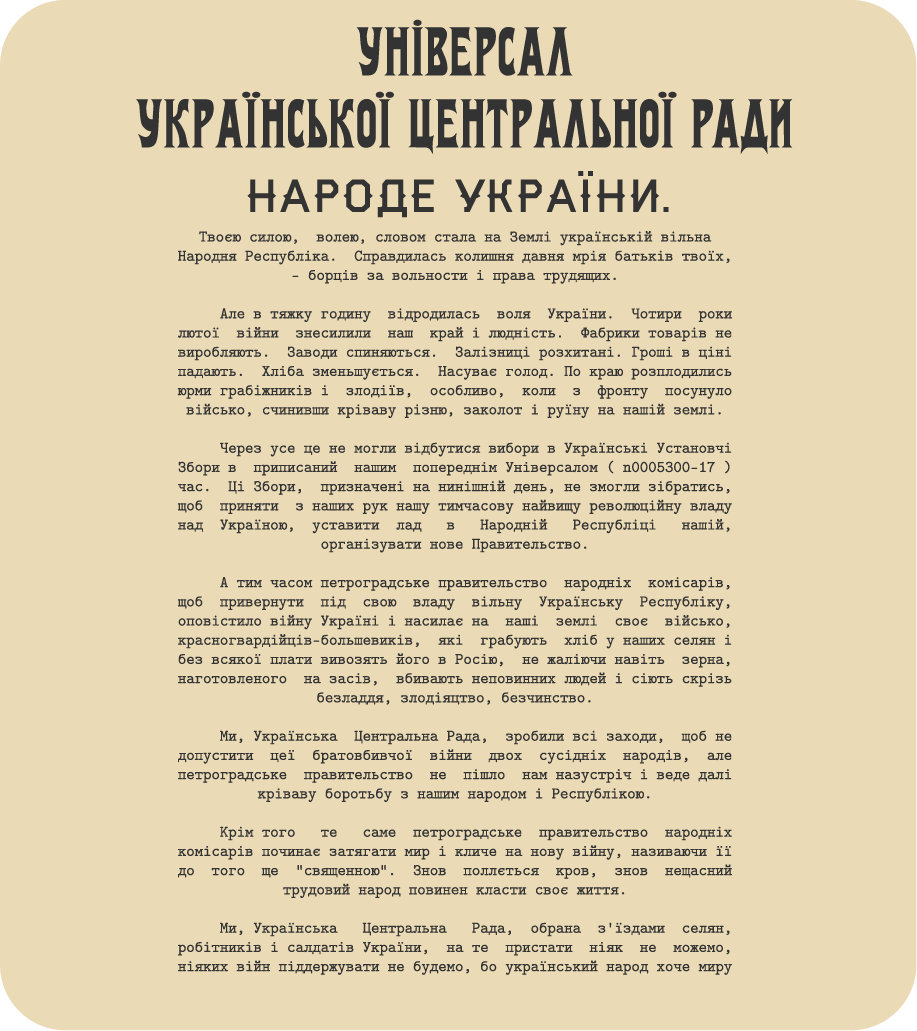 УНІВЕРСАЛ
УКРАЇНСЬКОЇ ЦЕНТРАЛЬНОЇ РАДИ
НАРОДЕ УКРАЇНИ.
Твоєю силою, волею, словом стала на Землі українській вільна
Народня Республіка. Справдилась колишня давня мрія батьків твоїх,
- борців за вольности і права трудящих.
Але в тяжку годину відродилась воля України. Чотири роки
лютої війни знесилили наш край і людність. Фабрики товарів не
виробляють. Заводи спиняються. Залізниці розхитані. Гроші в ціні
падають. Хліба зменьшується. Насуває голод. По краю розплодились
юрми грабіжників і злодіїв, особливо, коли з фронту посунуло
військо, счинивши кріваву різню, заколот і руїну на нашій землі.
Через усе це не могли відбутися вибори в Українські Установчі
Збори в приписаний нашим попереднім Універсалом ( n0005300-17 )
час. Ці Збори, призначені на нинішній день, не змогли зібратись,
щоб приняти з наших рук нашу тимчасову найвищу революційну владу
над Україною, уставити лад в Народній Республіці нашій,
організувати нове Правительство.
А тим часом петроградське правительство народніх комісарів,
щоб привернути під свою владу вільну Українську Республіку,
оповістило війну Україні і насилає на наші землі своє військо,
красногвардійців-большевиків, які грабують хліб у наших селян і
без всякої плати вивозять його в Росію, не жаліючи навіть зерна,
наготовленого на засів, вбивають неповинних людей і сіють скрізь
безладдя, злодіяцтво, безчинство.
Ми, Українська Центральна Рада, зробили всі заходи, щоб не
допустити цеї братовбивчої війни двох сусідніх народів, але
петроградське правительство не пішло нам назустріч і веде далі
кріваву боротьбу з нашим народом і Республікою.
Крім того те саме петроградське правительство народніх
комісарів починає затягати мир і кличе на нову війну, називаючи її
до того ще "священною". Знов поллється кров, знов нещасний
трудовий народ повинен класти своє життя.
Ми, Українська Центральна Рада, обрана з'їздами селян,
робітників і салдатів України, на те пристати ніяк не можемо,
ніяких війн піддержувати не будемо, бо український народ хоче миру